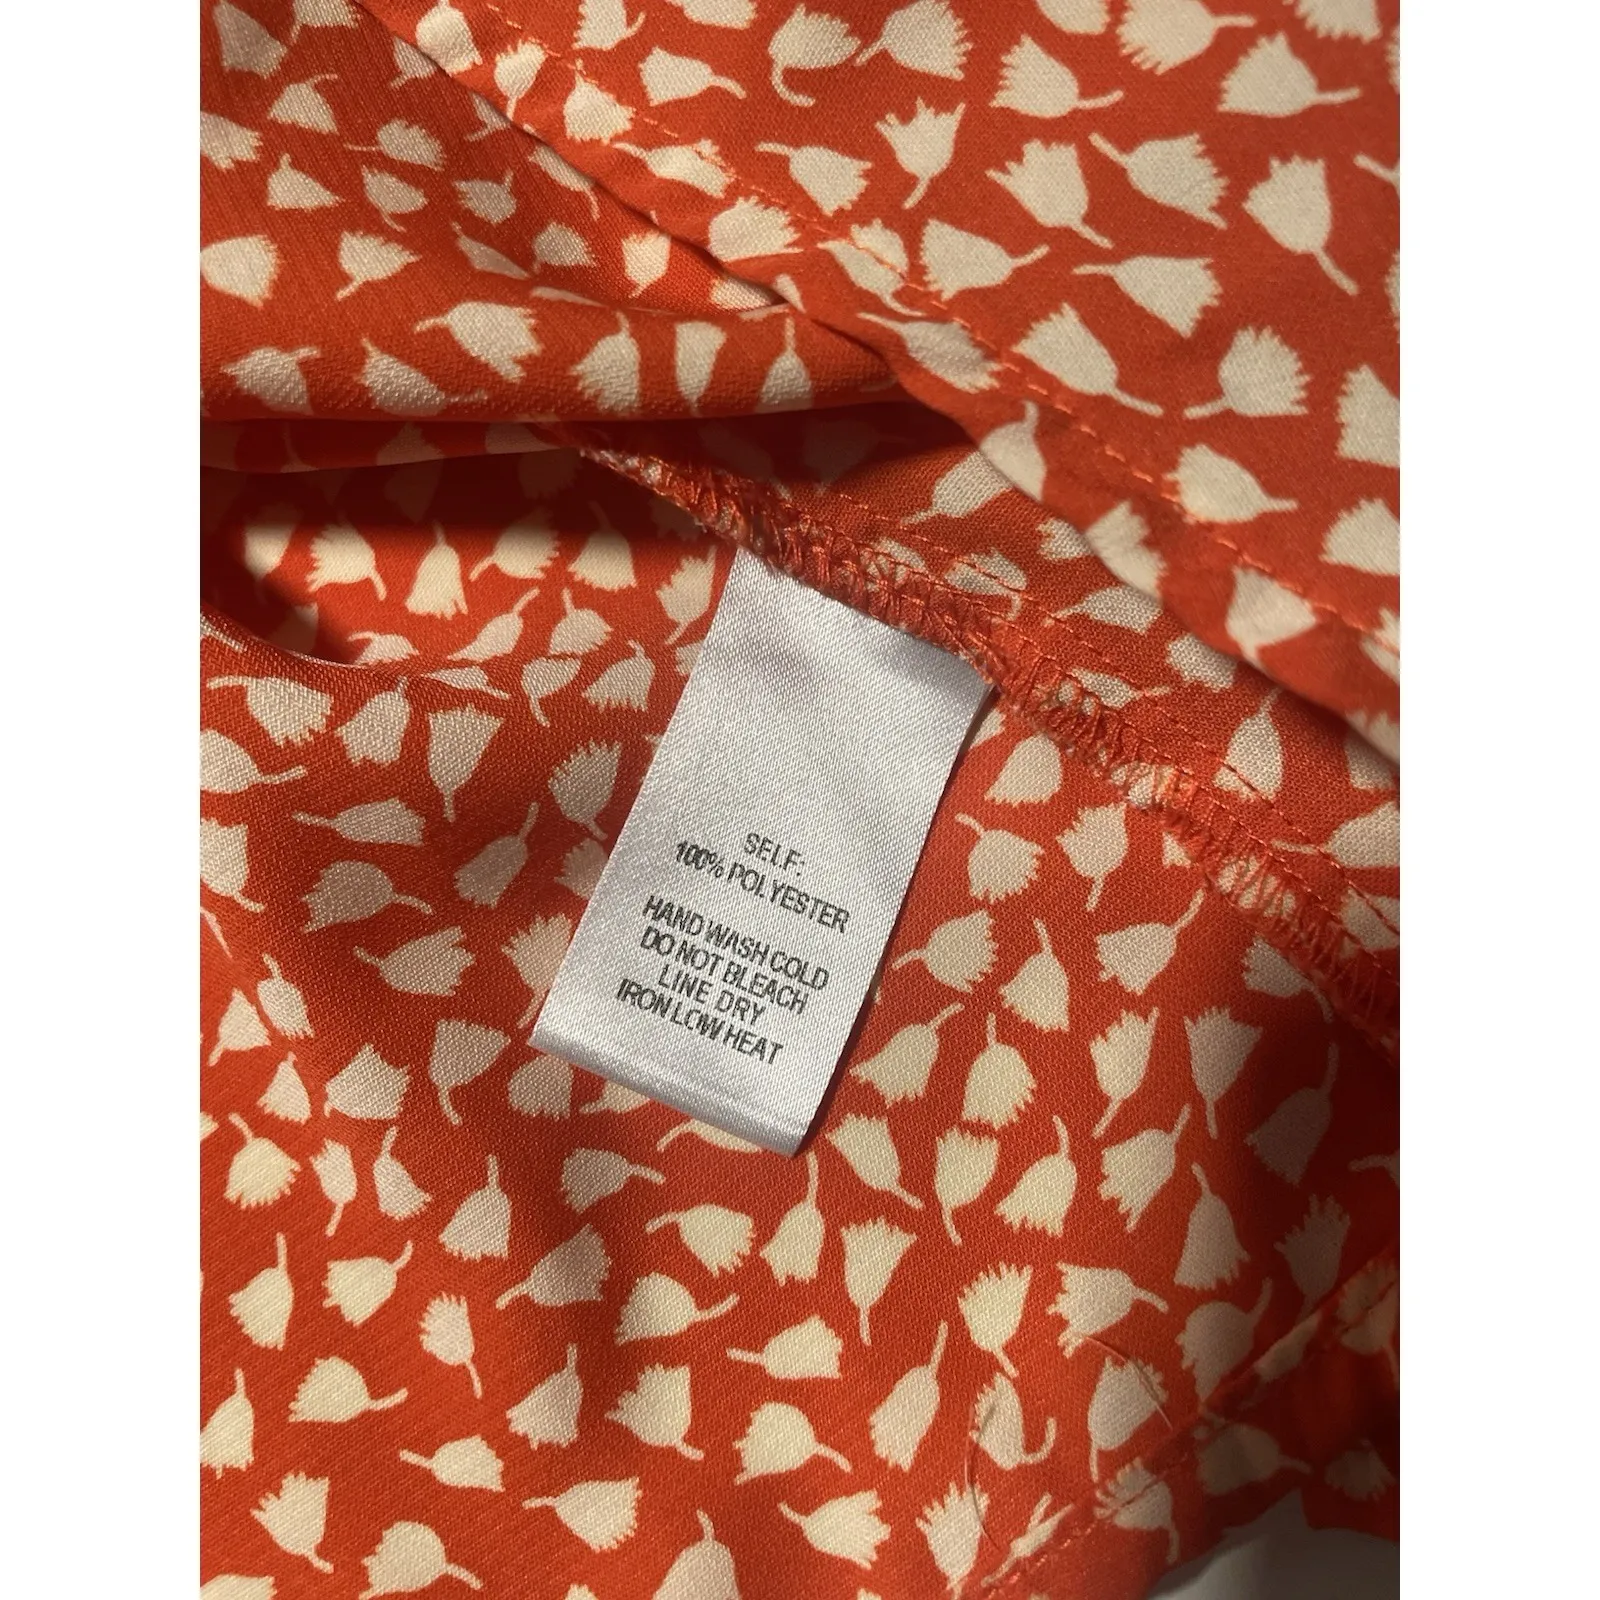 SELF:
100% POLYESTER
HAND WASH COLD
DO NOT BLEACH
LINE DRY
IRON LOW HEAT